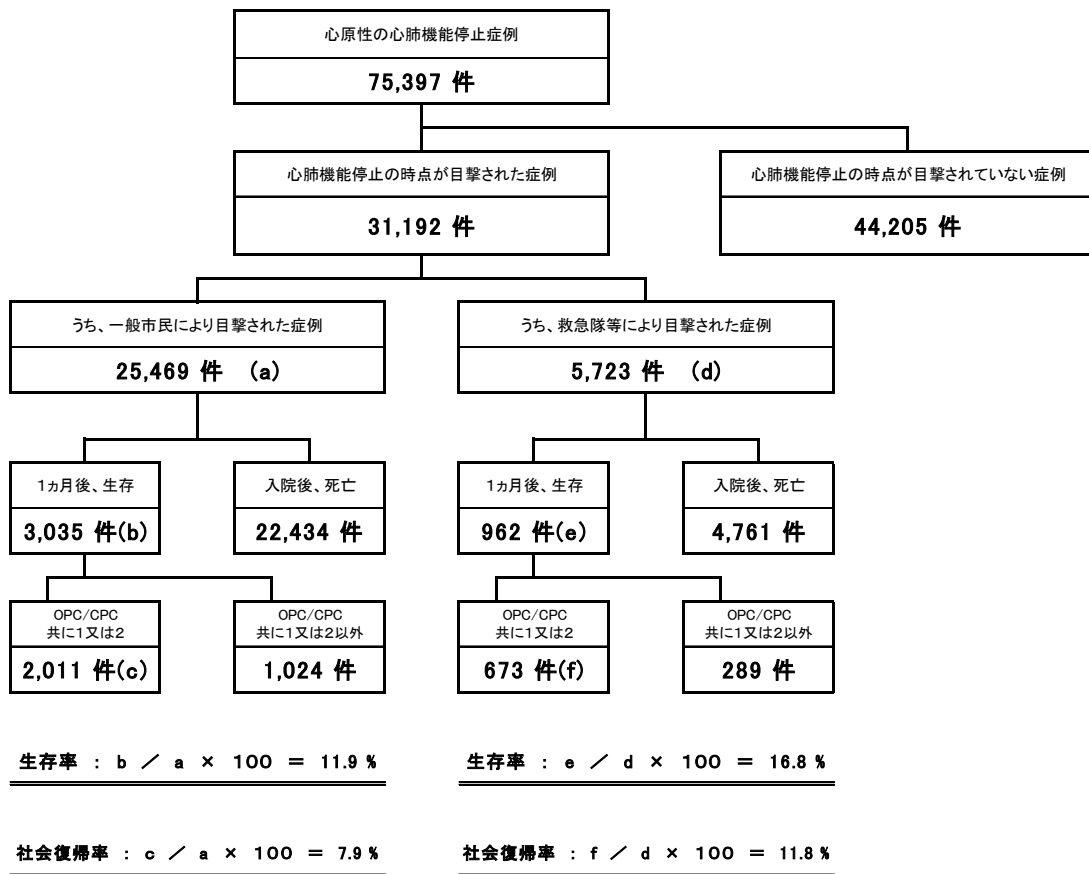 心原性の心肺機能停止症例
75,397 件
心肺機能停止の時点が目撃された症例
31,192 件
心肺機能停止の時点が目撃されていない症例
44,205 件
うち、一般市民により目撃された症例
25,469 件 (a)
うち、救急隊等により目撃された症例
5,723 件 (d)
1ヵ月後、生存
3,035 件(b)
入院後、死亡
22,434 件
1ヵ月後、生存
962 件(e)
入院後、死亡
4,761 件
OPC/CPC
共に1又は2
2,011 件(c)
OPC/CPC
共に1又は2以外
1,024 件
OPC/CPC
共に1又は2
673 件(f)
OPC/CPC
共に1又は2以外
289 件
生存率 : b / a × 100 = 11.9 %
生存率 : e / d × 100 = 16.8 %
社会復帰率 : c / a × 100 = 7.9 %
社会復帰率 : f / d × 100 = 11.8 %